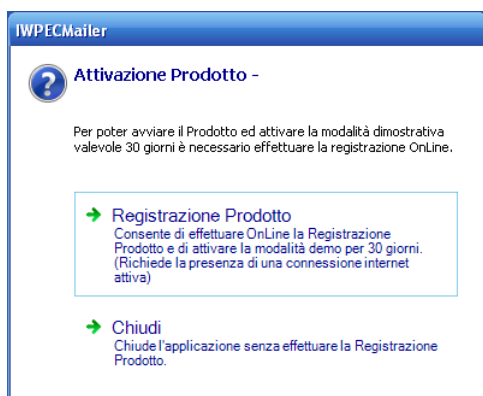 IWPECMailer
Attivazione Prodotto -
Per poter avviare il Prodotto ed attivare la modalità dimostrativa
valevole 30 giorni è necessario effettuare la registrazione OnLine.
Registrazione Prodotto
Consente di effettuare OnLine la Registrazione
Prodotto e di attivare la modalità demo per 30 giorni.
(Richiede la presenza di una connessione internet
attiva)
Chiudi
Chiude l'applicazione senza effettuare la Registrazione
Prodotto.